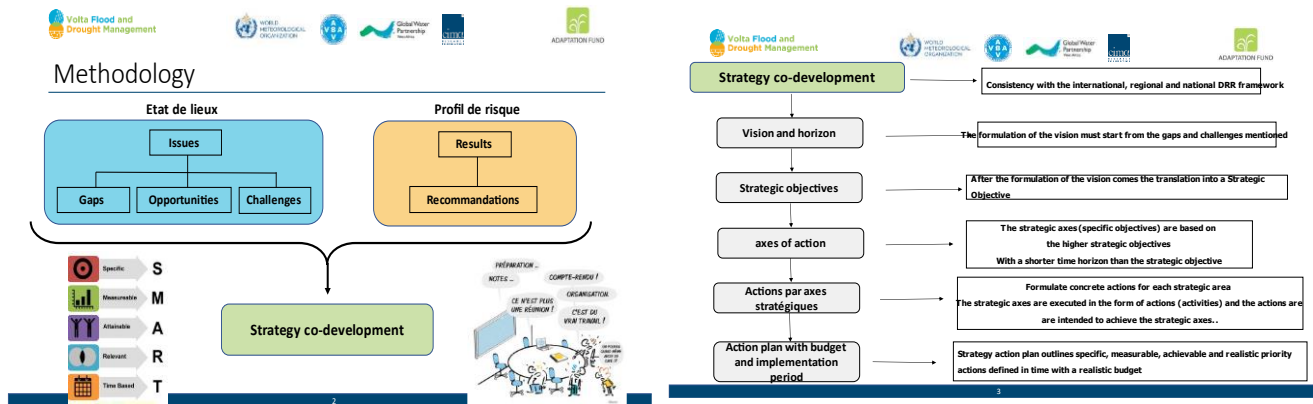 Volta Flood and
Drought Management
WORLD
METEOROLOGICAL
ORGANIZATION
VBA
Global Water
Partnership
West Africa
ADAPTATION FUND
Methodology
Etat de lieux
Profil de risque
Issues
Gaps
Opportunities
Challenges
Results
Recommandations
Specific
S
Measureable
M
Attainable
A
Relevant
R
Time Based
T
Strategy co-development
PRÉPARATION ...
NOTES ...
COMPTE-RENDU !
ORGANISATION
CE N'EST PLUS
UNE RÉUNION !
C'EST DU
VRAI TRAVAIL !
2
Volta Flood and
Drought Management
WORLD
METEOROLOGICAL
ORGANIZATION
VBA
Global Water
Partnership
West Africa
ADAPTATION FUND
Strategy co-development
Consistency with the international, regional and national DRR framework
Vision and horizon
The formulation of the vision must start from the gaps and challenges mentioned
Strategic objectives
After the formulation of the vision comes the translation into a Strategic
Objective
axes of action
The strategic axes (specific objectives) are based on
the higher strategic objectives
With a shorter time horizon than the strategic objective
Actions par axes
stratégiques
Formulate concrete actions for each strategic area
The strategic axes are executed in the form of actions (activities) and the actions are
are intended to achieve the strategic axes..
Action plan with budget
and implementation
period
Strategy action plan outlines specific, measurable, achievable and realistic priority
actions defined in time with a realistic budget
3